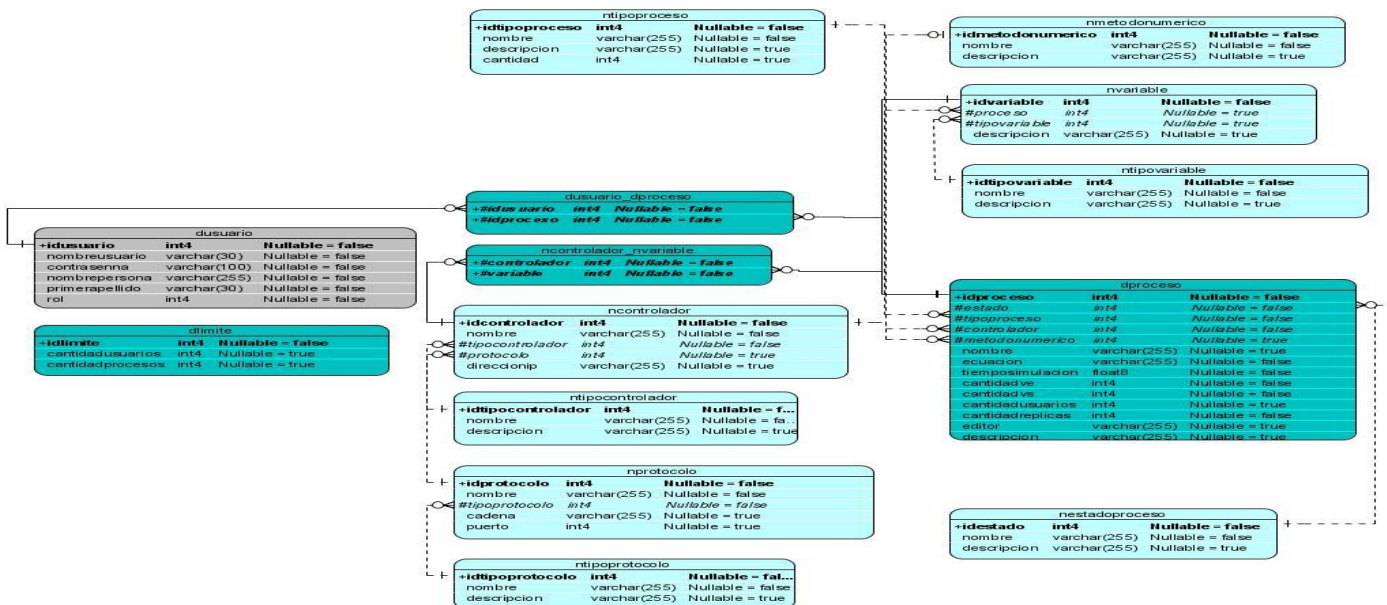 ntipoproceso
+idtipoproceso int4 Nullable = false
nombre varchar(255) Nullable = false
descripcion varchar(255) Nullable = true
cantidad int4 Nullable = true
nmetodonumerico
+idmetodonumerico int4 Nullable = false
nombre varchar(255) Nullable = false
descripcion varchar(255) Nullable = true
nvariable
+idvariable int4 Nullable = false
#proceso int4 Nullable = true
#tipovariable int4 Nullable = true
descripcion varchar(255) Nullable = true
ntipovariable
+idtipovariable int4 Nullable = false
nombre varchar(255) Nullable = false
descripcion varchar(255) Nullable = true
dusuario_dproceso
+#idusuario int4 Nullable = false
+#idproceso int4 Nullable = false
dusuario
+idusuario int4 Nullable = false
nombreusuario varchar(30) Nullable = false
contrasenna varchar(100) Nullable = false
nombrepersona varchar(255) Nullable = false
primerapellido varchar(30) Nullable = false
rol int4 Nullable = false
ncontrolador_nvariable
+#controlador int4 Nullable = false
+#variable int4 Nullable = false
dlimite
+idlimite int4 Nullable = false
cantidadusuarios int4 Nullable = true
cantidadprocesos int4 Nullable = true
ncontrolador
+idcontrolador int4 Nullable = false
nombre varchar(255) Nullable = false
#tipocontrolador int4 Nullable = false
#protocolo int4 Nullable = true
direccionip varchar(255) Nullable = true
dproceso
+idproceso int4 Nullable = false
#estado int4 Nullable = false
#tipoproceso int4 Nullable = false
#controlador int4 Nullable = false
#metodonumerico int4 Nullable = true
nombre varchar(255) Nullable = true
ecuacion varchar(255) Nullable = false
tiemposimulacion float8 Nullable = false
cantidadve int4 Nullable = false
cantidadvs int4 Nullable = false
cantidadusuarios int4 Nullable = true
cantidadreplicas int4 Nullable = false
editor varchar(255) Nullable = true
descripcion varchar(255) Nullable = true
ntipocontrolador
+idtipocontrolador int4 Nullable = f...
nombre varchar(255) Nullable = fa...
descripcion varchar(255) Nullable = true
nprotocolo
+idprotocolo int4 Nullable = false
nombre varchar(255) Nullable = false
#tipoprotocolo int4 Nullable = false
cadena varchar(255) Nullable = true
puerto int4 Nullable = true
nestadoproceso
+idestado int4 Nullable = false
nombre varchar(255) Nullable = false
descripcion varchar(255) Nullable = true
ntipoprotocolo
+idtipoprotocolo int4 Nullable = fal...
nombre varchar(255) Nullable = false
descripcion varchar(255) Nullable = true